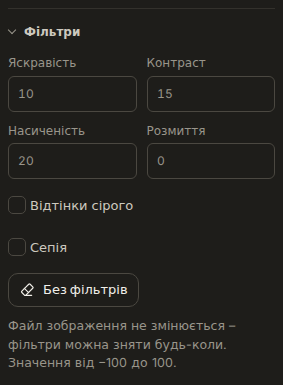 Фільтри
Яскравість Контраст
10 15
Насиченість Розмиття
20 0
Відтінки сірого
Сепія
Без фільтрів
Файл зображення не змінюється –
фільтри можна зняти будь-коли.
Значення від −100 до 100.